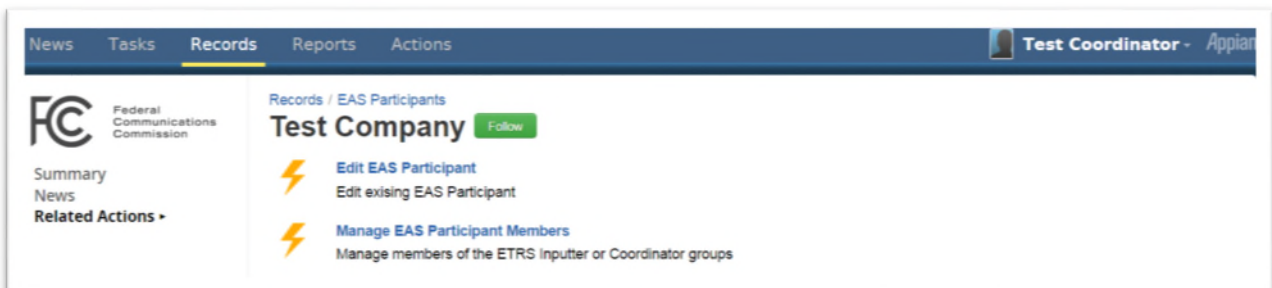 News Tasks Records Reports Actions Test Coordinator - Appian
FCC Federal
Communications
Commission
Summary
News
Related Actions ▸
Records / EAS Participants
Test Company Follow
Edit EAS Participant
Edit exising EAS Participant
Manage EAS Participant Members
Manage members of the ETRS Inputter or Coordinator groups